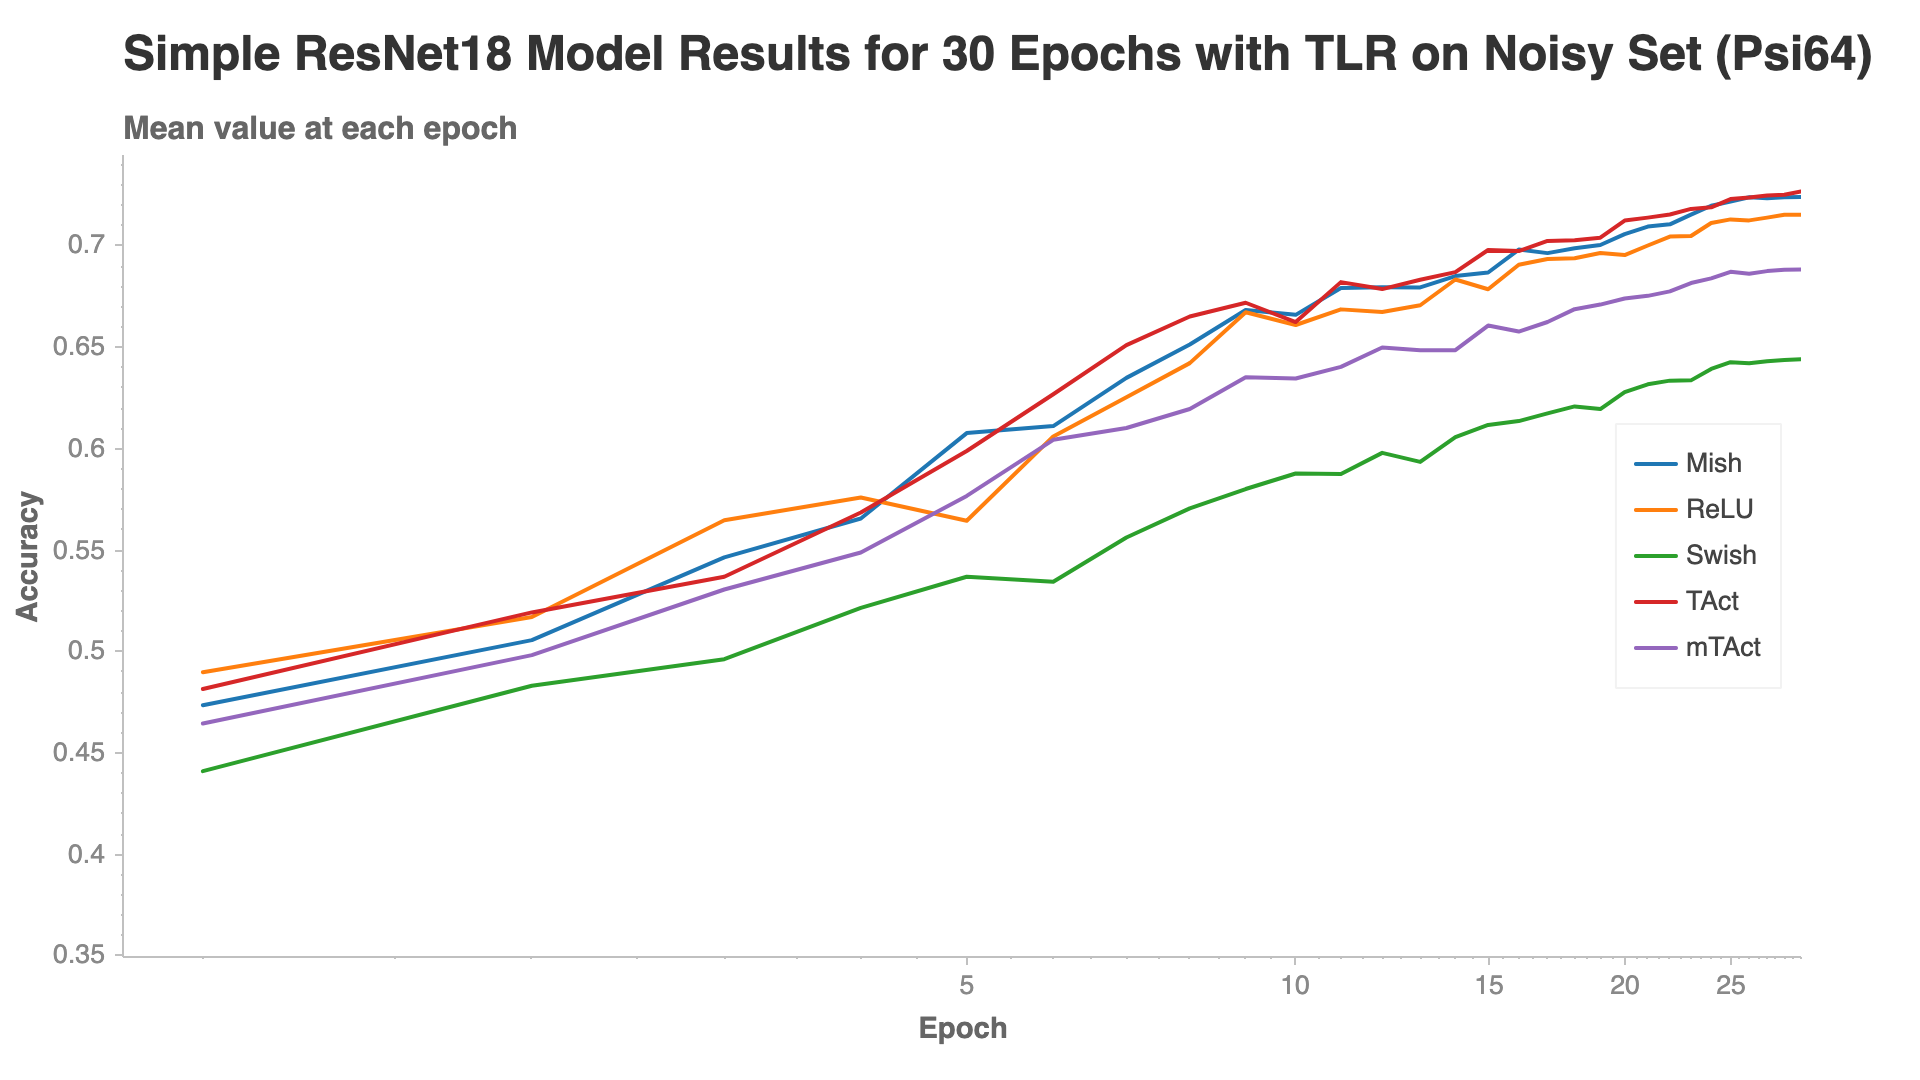 Simple ResNet18 Model Results for 30 Epochs with TLR on Noisy Set (Psi64)
Mean value at each epoch
0.7
0.65
0.6
0.55
0.5
0.45
0.4
0.35
Accuracy
Mish
ReLU
Swish
TAct
mTAct
5 10 15 20 25
Epoch